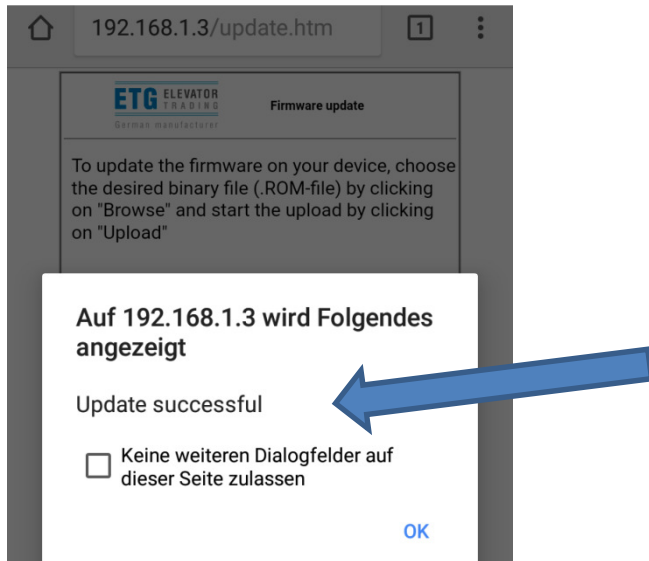 192.168.1.3/update.htm 1
ETG ELEVATOR
TRADING
German manufacturer
Firmware update
To update the firmware on your device, choose
the desired binary file (.ROM-file) by clicking
on "Browse" and start the upload by clicking
on "Upload"
Auf 192.168.1.3 wird Folgendes
angezeigt
Update successful
Keine weiteren Dialogfelder auf
dieser Seite zulassen
OK